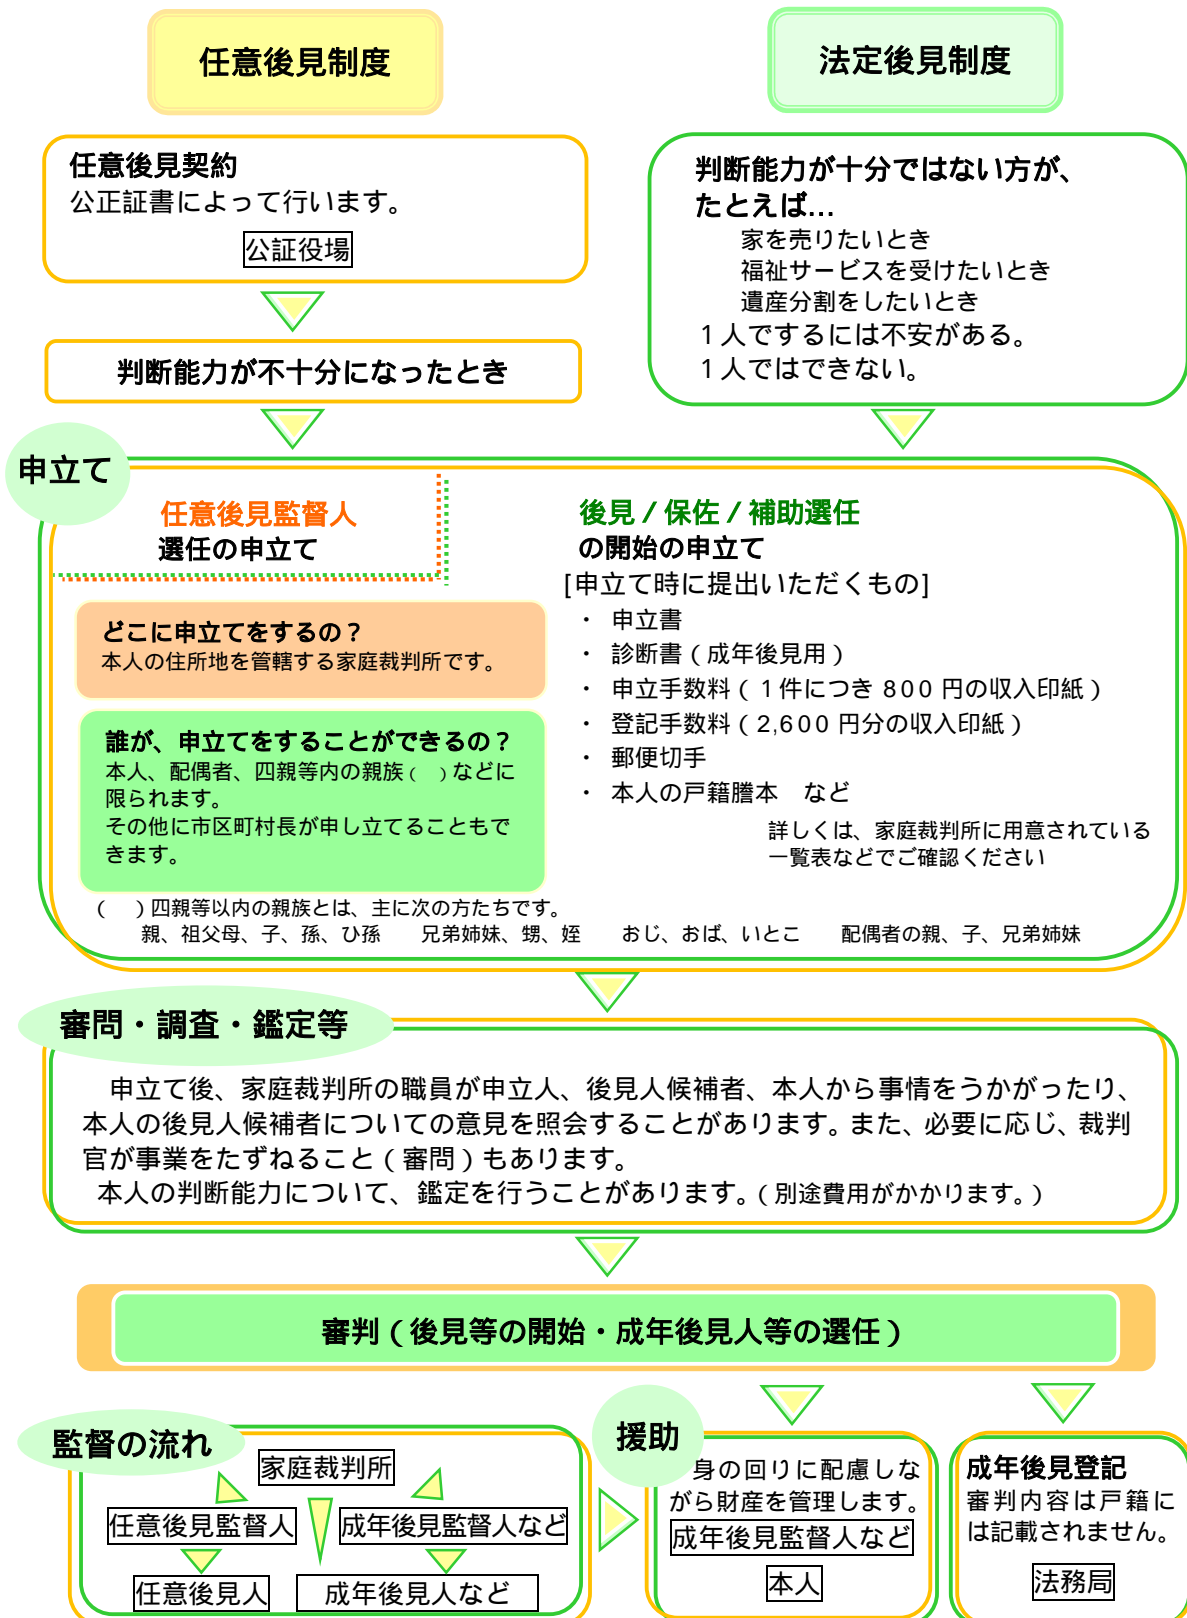 任意後見制度
法定後見制度
任意後見契約
公正証書によって行います。
公証役場
判断能力が不十分になったとき
判断能力が十分ではない方が、
たとえば...
家を売りたいとき
福祉サービスを受けたいとき
遺産分割をしたいとき
1人でするには不安がある。
1人ではできない。
申立て
任意後見監督人
選任の申立て
どこに申立てをするの?
本人の住所地を管轄する家庭裁判所です。
誰が、申立てをすることができるの?
本人、配偶者、四親等内の親族( )などに
限られます。
その他に市区町村長が申し立てることもで
きます。
後見/保佐/補助選任
の開始の申立て
[申立て時に提出いただくもの]
・ 申立書
・ 診断書(成年後見用)
・ 申立手数料(1件につき 800 円の収入印紙)
・ 登記手数料(2,600 円分の収入印紙)
・ 郵便切手
・ 本人の戸籍謄本 など
詳しくは、家庭裁判所に用意されている
一覧表などでご確認ください
( )四親等以内の親族とは、主に次の方たちです。
親、祖父母、子、孫、ひ孫 兄弟姉妹、甥、姪 おじ、おば、いとこ 配偶者の親、子、兄弟姉妹
審問・調査・鑑定等
申立て後、家庭裁判所の職員が申立人、後見人候補者、本人から事情をうかがったり、
本人の後見人候補者についての意見を照会することがあります。また、必要に応じ、裁判
官が事業をたずねること(審問)もあります。
本人の判断能力について、鑑定を行うことがあります。(別途費用がかかります。)
審判(後見等の開始・成年後見人等の選任)
監督の流れ
家庭裁判所
任意後見監督人
成年後見監督人など
任意後見人
成年後見人など
援助
身の回りに配慮しな
がら財産を管理します。
成年後見監督人など
本人
成年後見登記
審判内容は戸籍に
は記載されません。
法務局